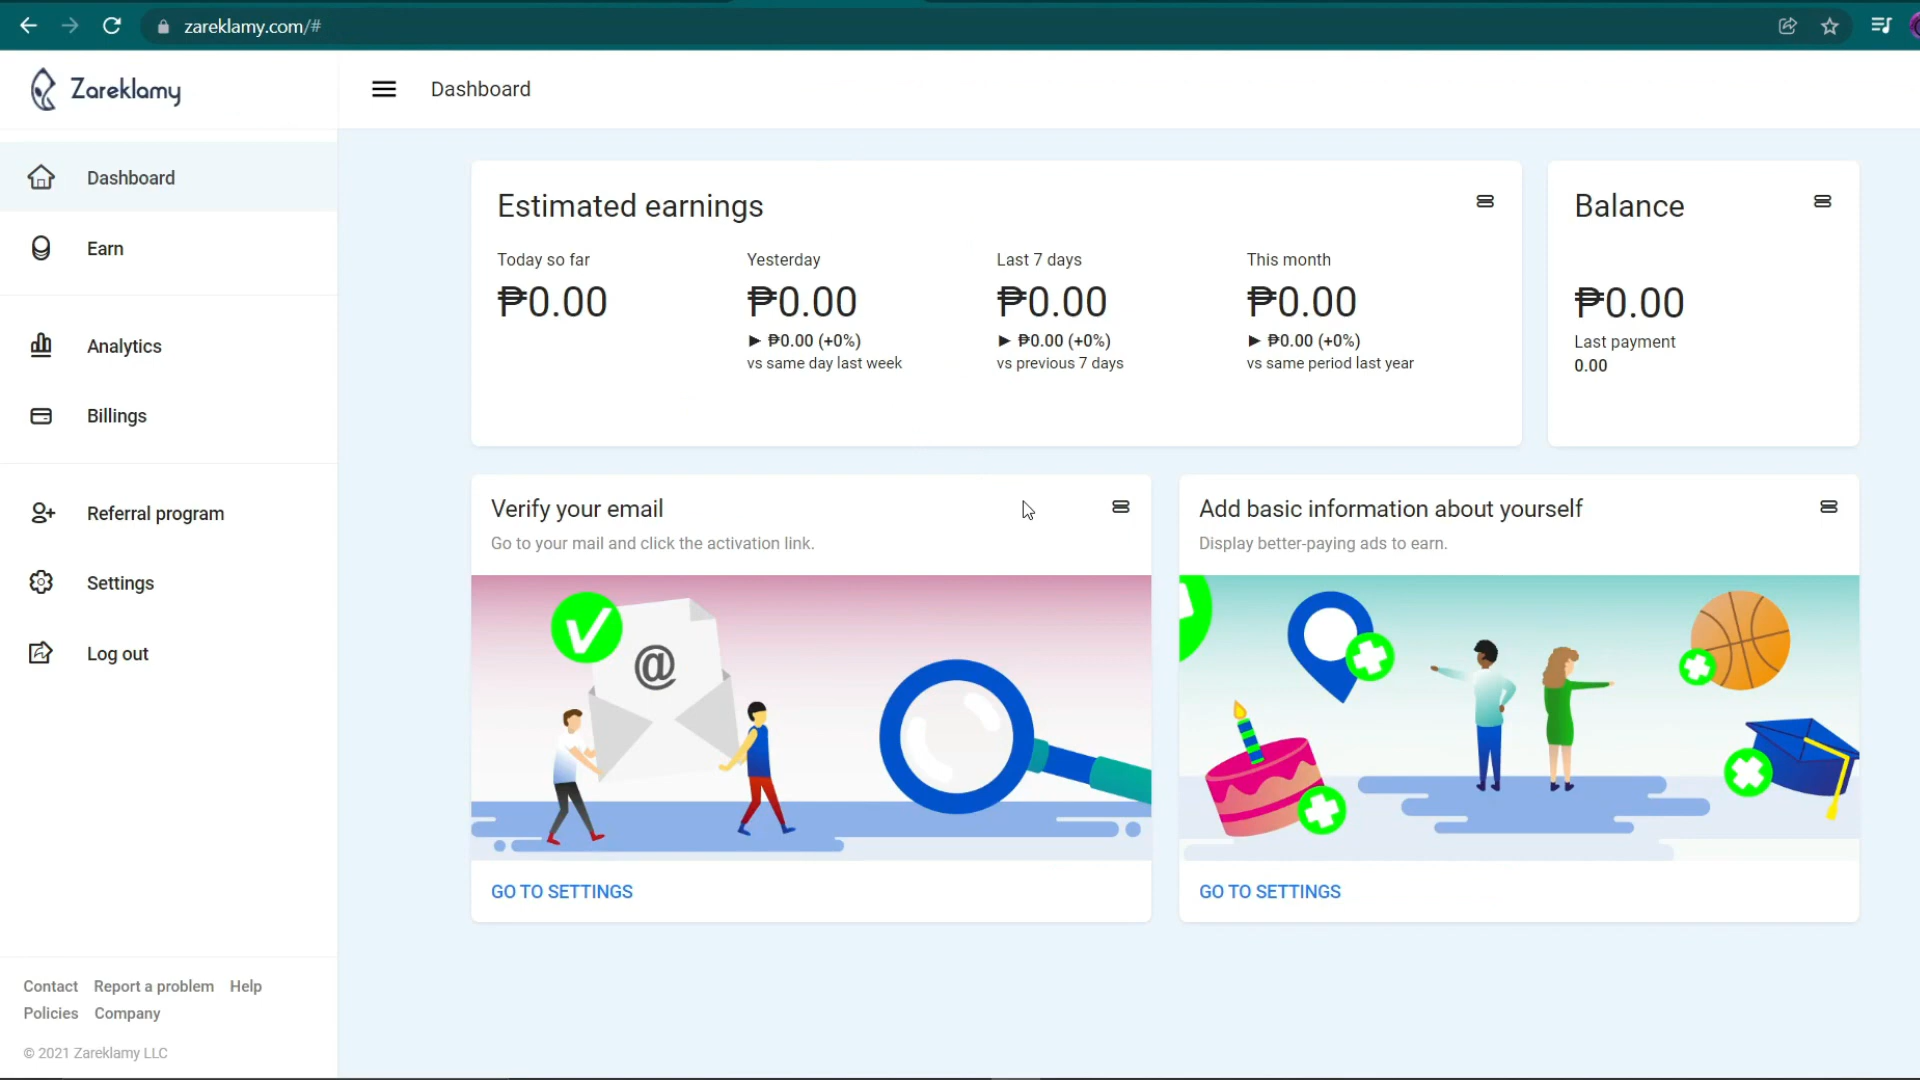 zareklamy.com/#
Zareklamy
Dashboard
Dashboard
Earn
Analytics
Billings
Referral program
Settings
Log out
Estimated earnings
Today so far
₱0.00
Yesterday
₱0.00
► ₱0.00 (+0%)
vs same day last week
Last 7 days
₱0.00
► ₱0.00 (+0%)
vs previous 7 days
This month
₱0.00
► ₱0.00 (+0%)
vs same period last year
Balance
₱0.00
Last payment
0.00
Verify your email
Go to your mail and click the activation link.
@
GO TO SETTINGS
Add basic information about yourself
Display better-paying ads to earn.
GO TO SETTINGS
Contact Report a problem Help
Policies Company
© 2021 Zareklamy LLC